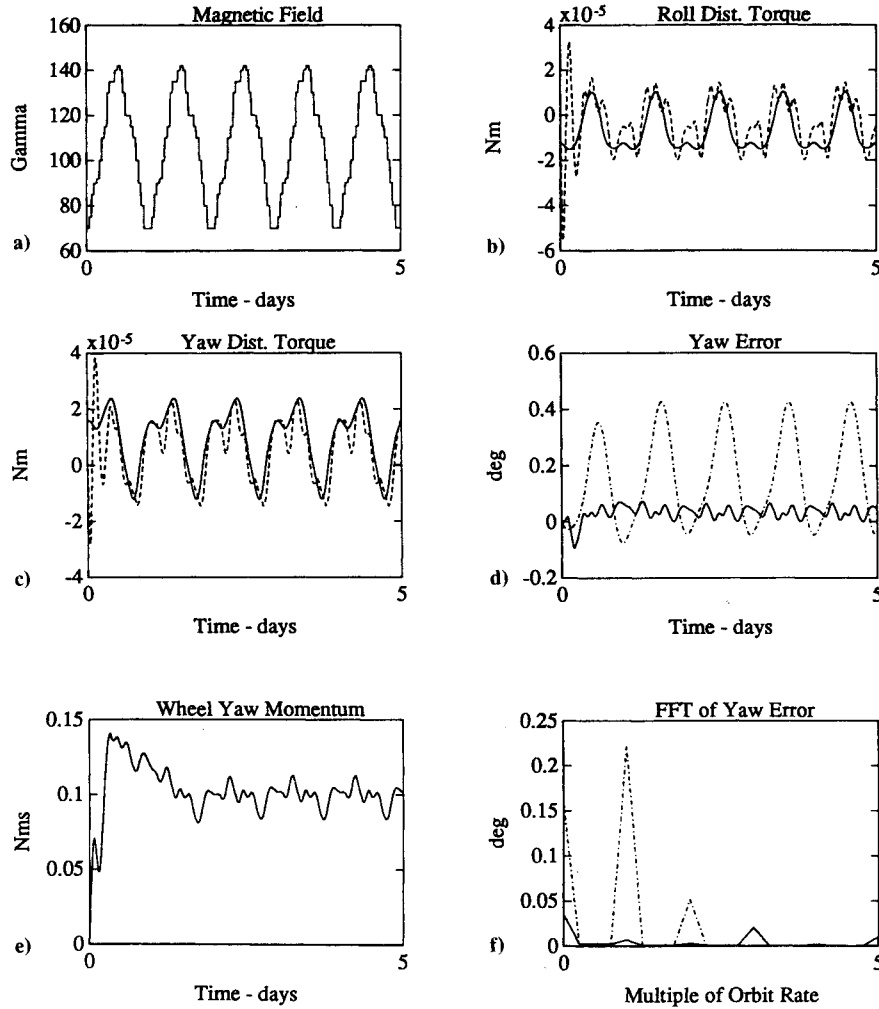 Magnetic Field
160
140
120
100
80
60
Gamma
a)
0
5
Time - days
Roll Dist. Torque
x10-5
4
2
0
-2
-4
-6
Nm
b)
0
5
Time - days
Yaw Dist. Torque
x10-5
4
2
0
-2
-4
Nm
c)
0
5
Time - days
Yaw Error
0.6
0.4
0.2
0
-0.2
deg
d)
0
5
Time - days
Wheel Yaw Momentum
0.15
0.1
0.05
0
Nms
e)
0
5
Time - days
FFT of Yaw Error
0.25
0.2
0.15
0.1
0.05
0
deg
f)
0
5
Multiple of Orbit Rate